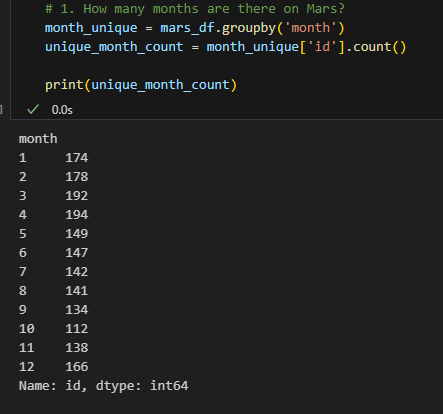 # 1. How many months are there on Mars?
month_unique = mars_df.groupby('month')
unique_month_count = month_unique['id'].count()
print(unique_month_count)
]
✓ 0.0s
month
1 174
2 178
3 192
4 194
5 149
6 147
7 142
8 141
9 134
10 112
11 138
12 166
Name: id, dtype: int64